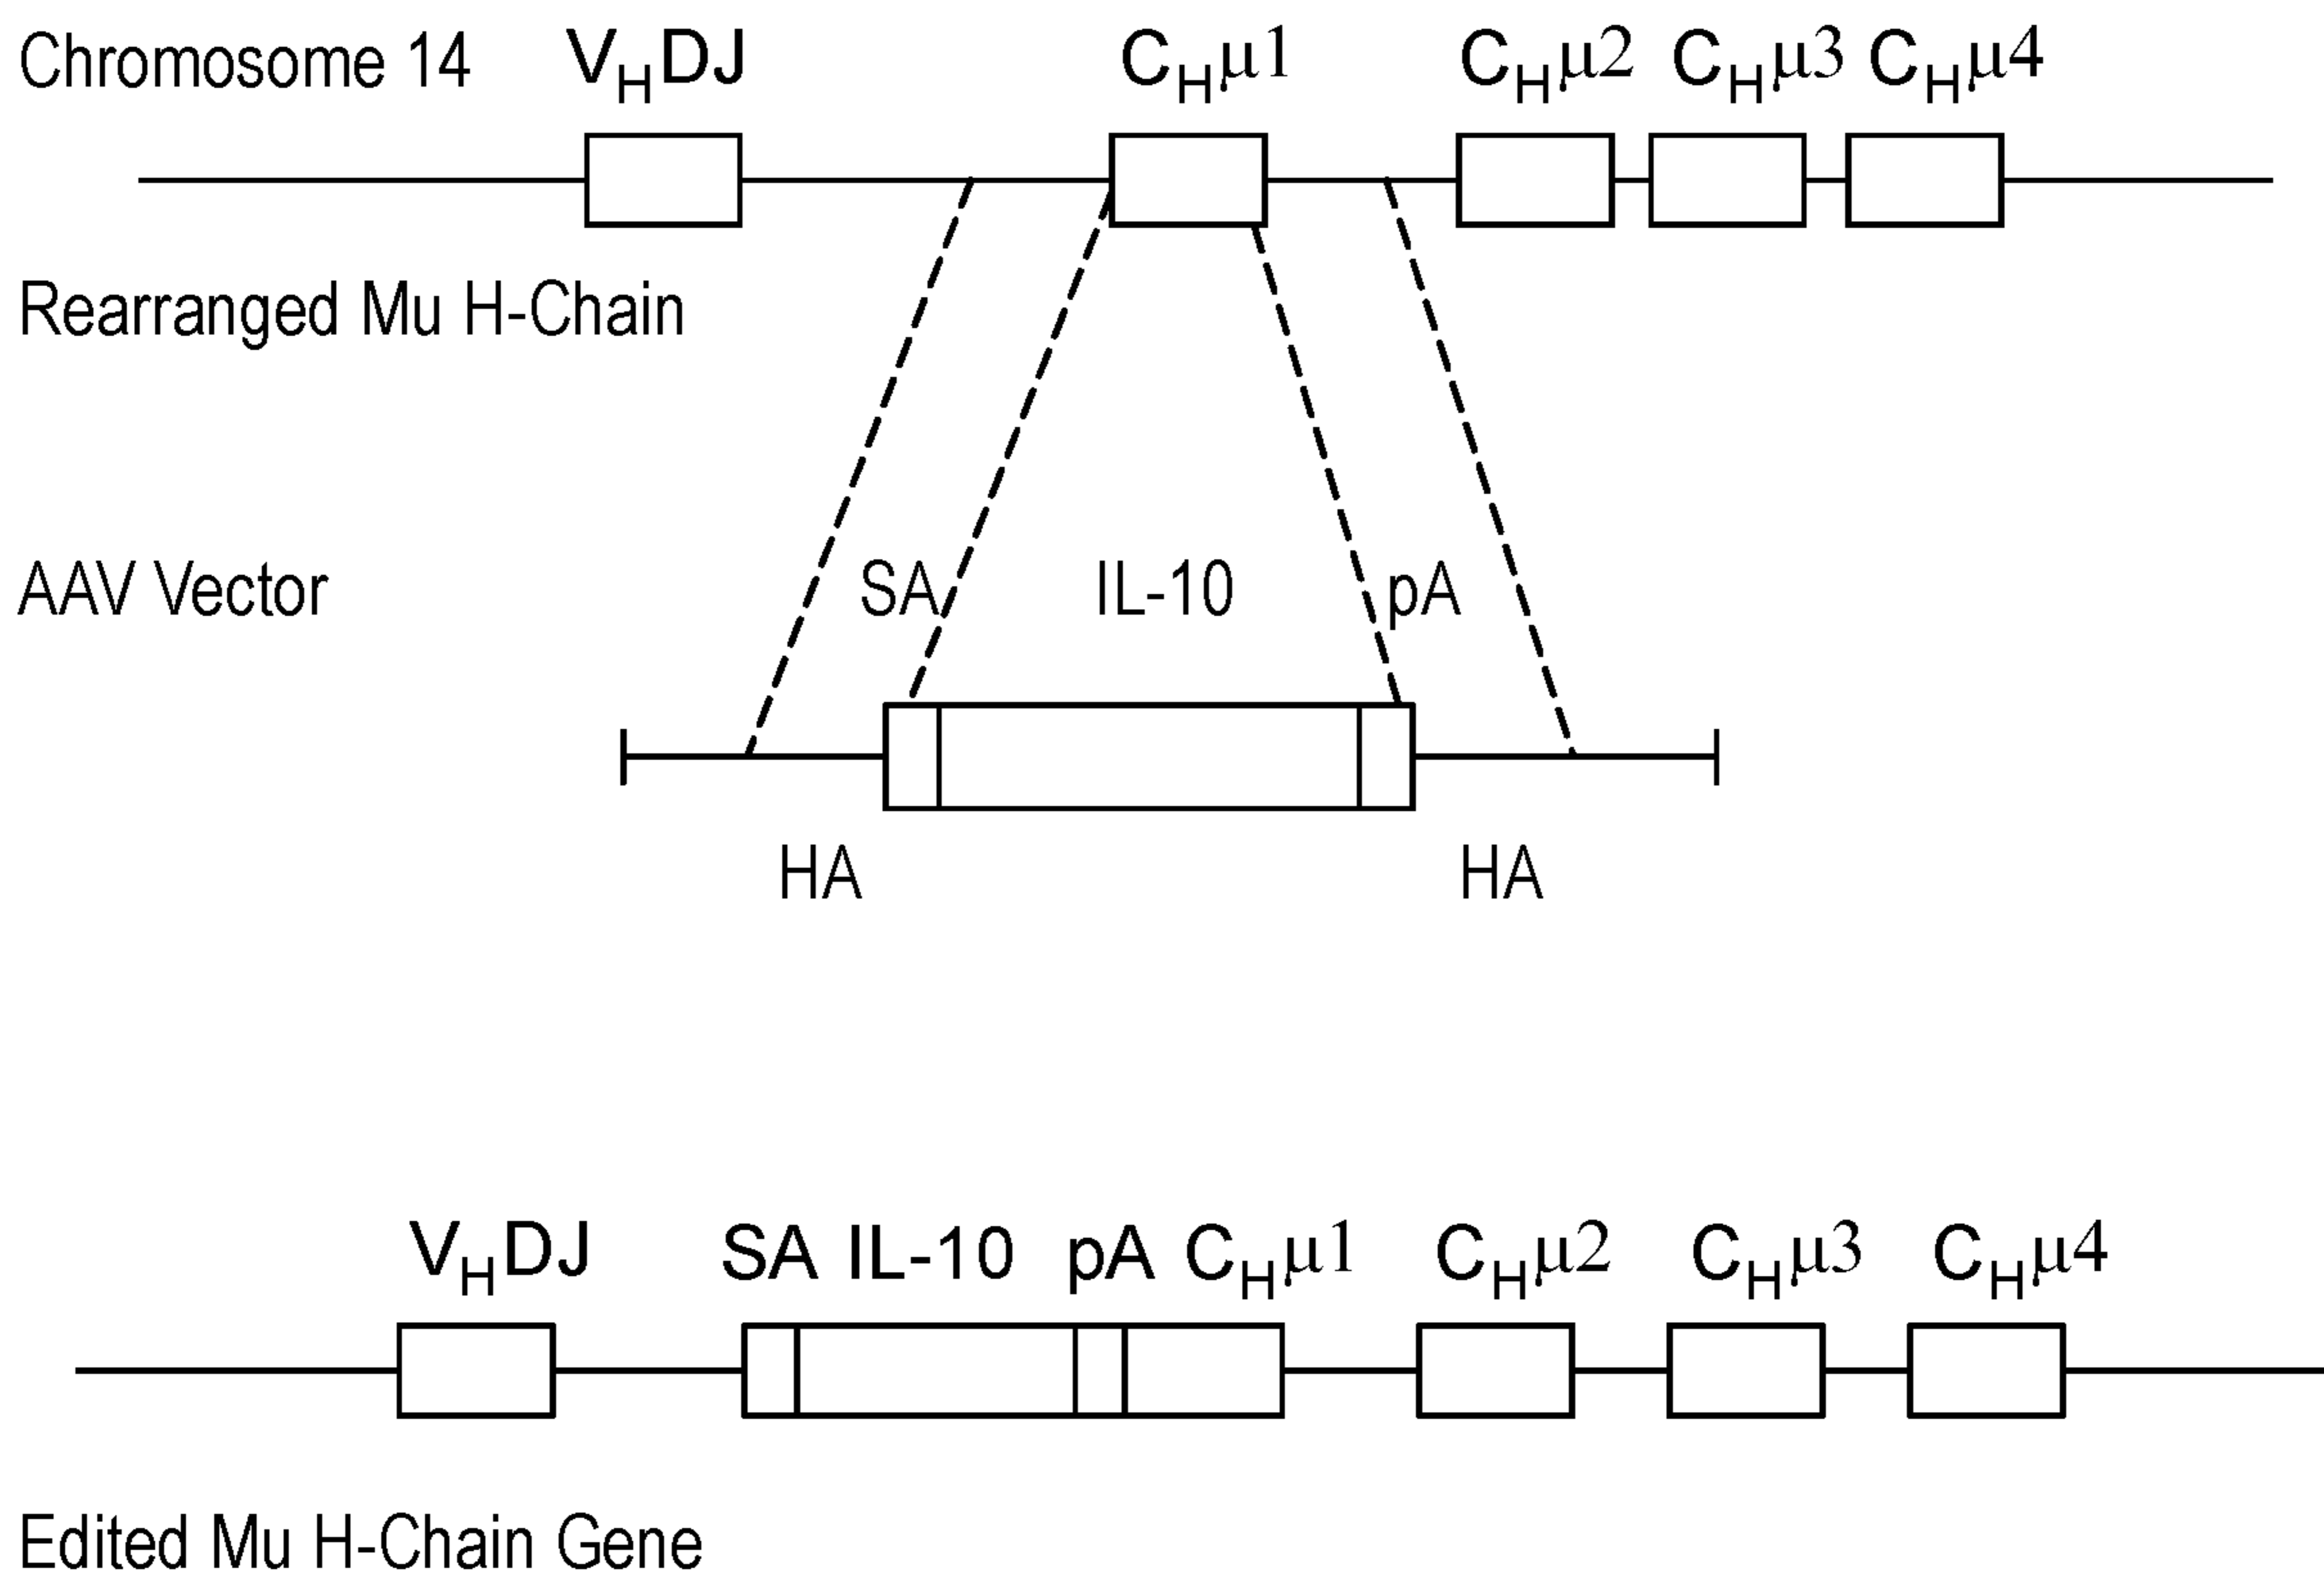 Chromosome 14 VHDJ CHμ1 CHμ2 CHμ3 CHμ4
Rearranged Mu H-Chain
AAV Vector SA IL-10 pA
HA HA
VHDJ SA IL-10 pA CHμ1 CHμ2 CHμ3 CHμ4
Edited Mu H-Chain Gene